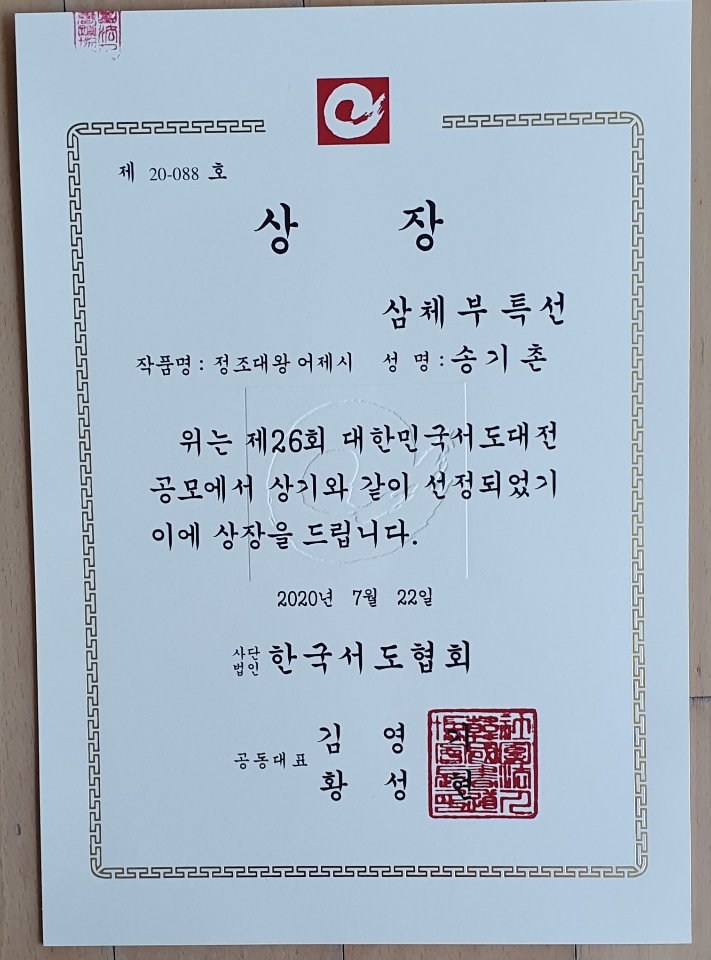 제 20-088 호
상 장
삼체부 특선
작품명 : 정조대왕 어제시 성 명 : 송기촌
위는 제26회 대한민국서도대전
공모에서 상기와 같이 선정되었기
이에 상장을 드립니다.
2020년 7월 22일
사단법인 한국서도협회
공동대표 김 영
황 성 현